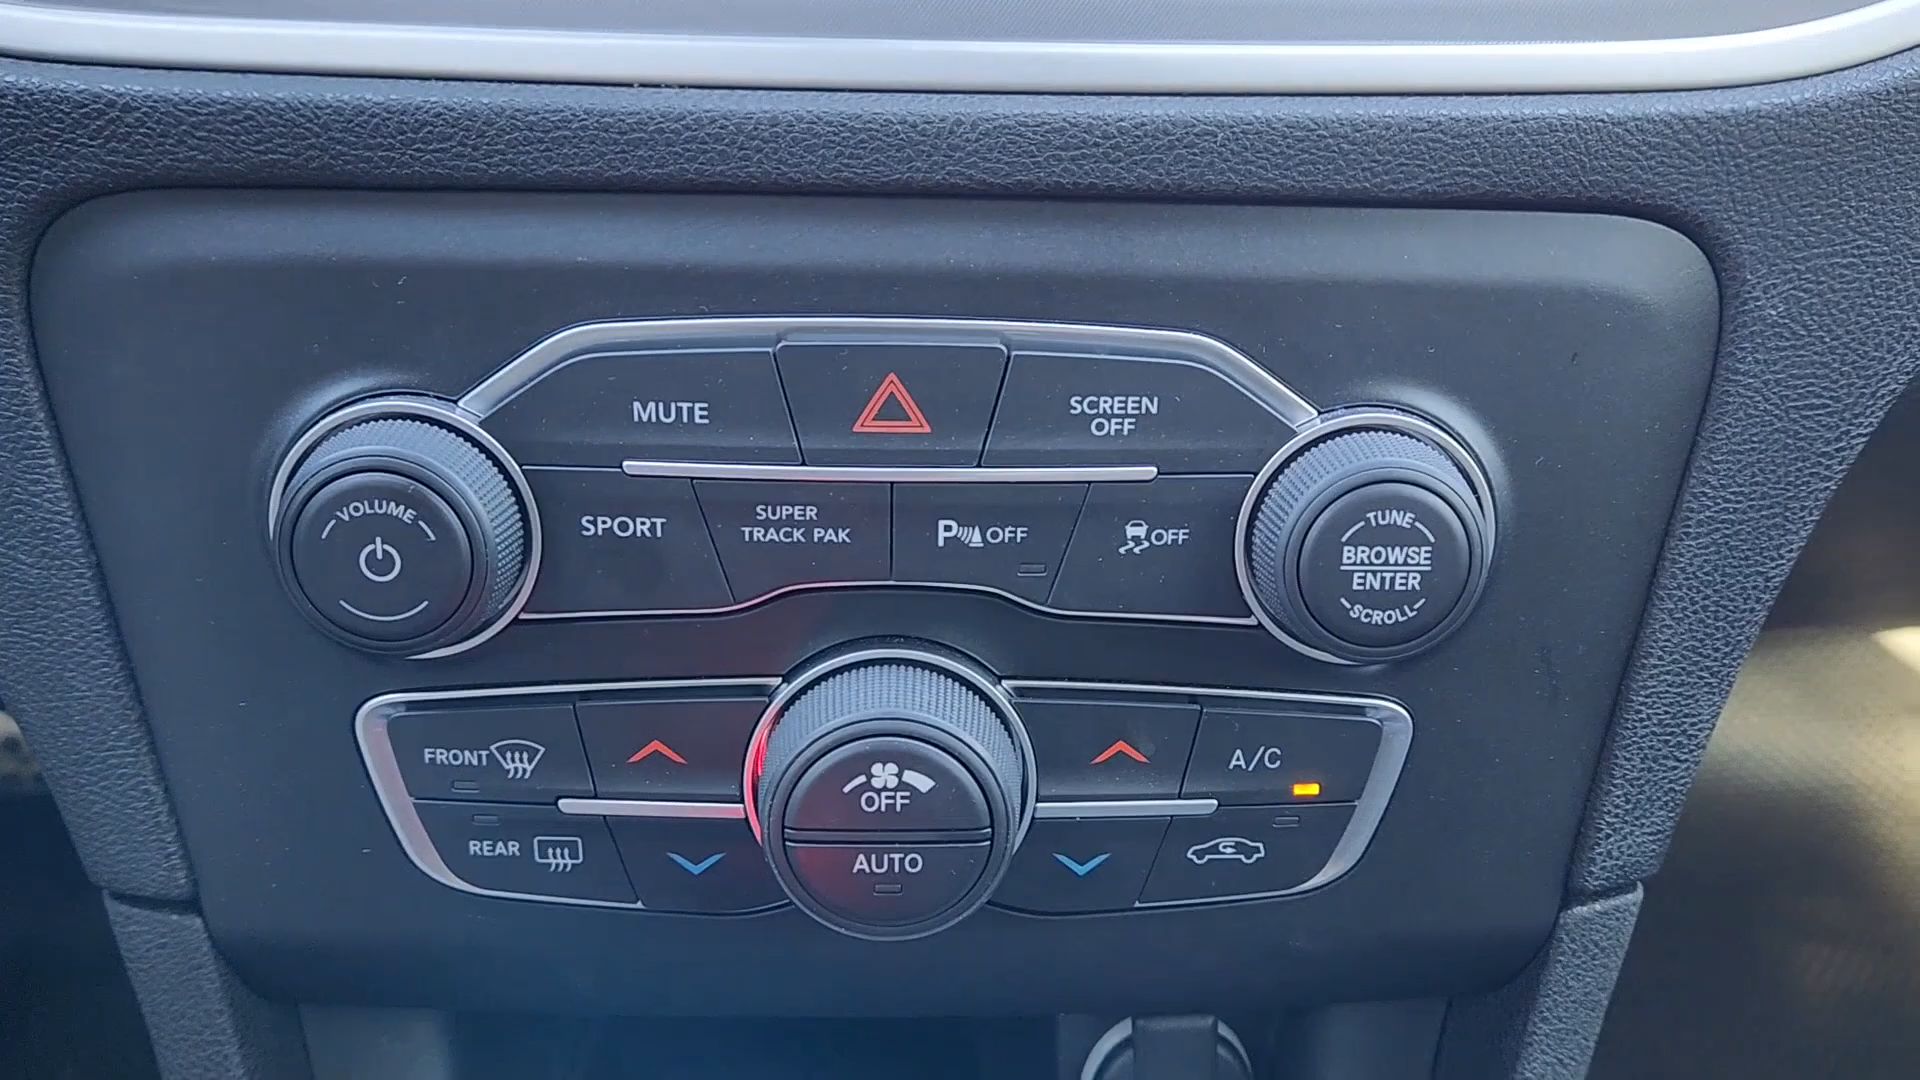 MUTE
SCREEN
OFF
VOLUME
SPORT
SUPER
TRACK PAK
P OFF
OFF
TUNE
BROWSE
ENTER
SCROLL
FRONT
OFF
A/C
REAR
AUTO